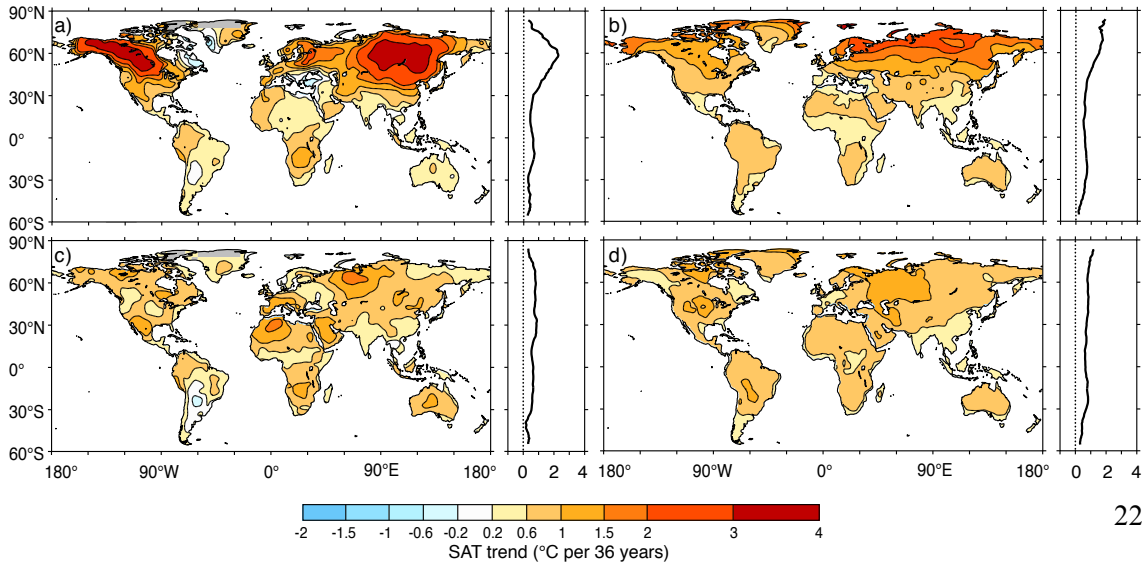 a) b)
90°N
60°N
30°N
0°
30°S
60°S
0 2 4 0 2 4
c) d)
90°N
60°N
30°N
0°
30°S
60°S
180° 90°W 0° 90°E 180° 0 2 4 180° 90°W 0° 90°E 180° 0 2 4
-2 -1.5 -1 -0.6 -0.2 0.2 0.6 1 1.5 2 3 4
SAT trend (°C per 36 years)
22